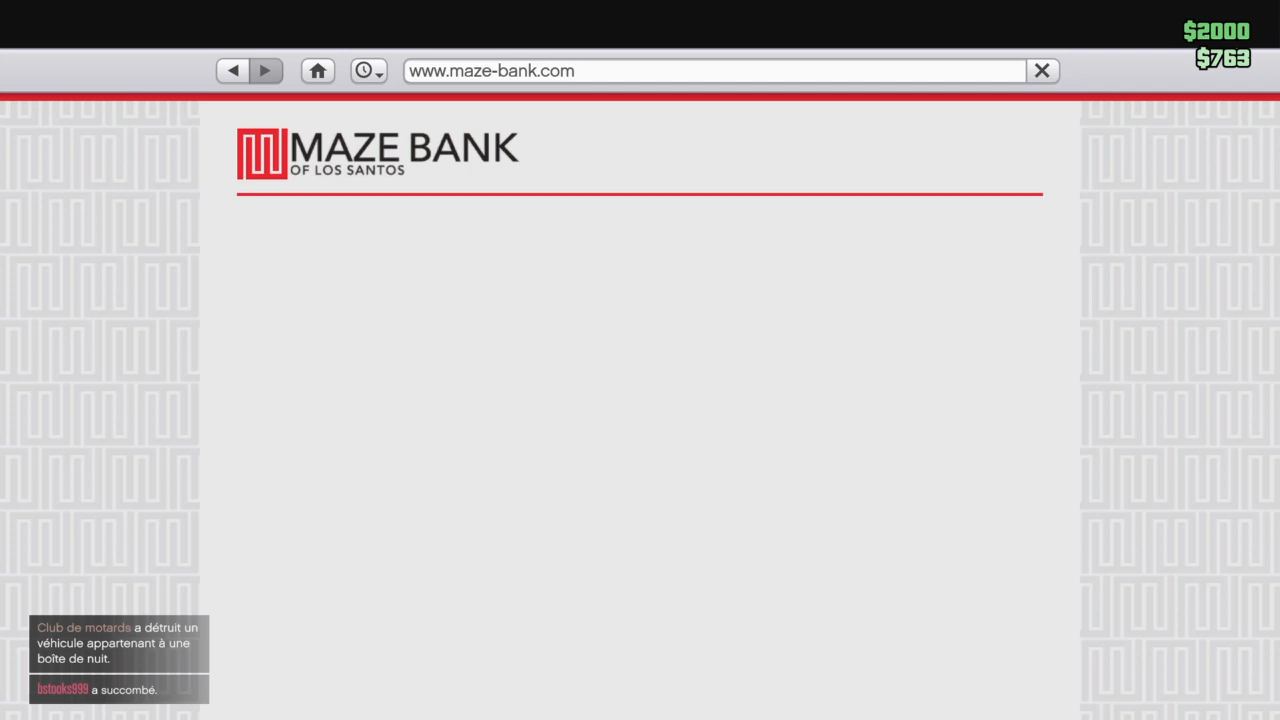 $2000
$763
www.maze-bank.com
MAZE BANK
OF LOS SANTOS
Club de motards a détruit un
véhicule appartenant à une
boîte de nuit.
bstooks999 a succombé.